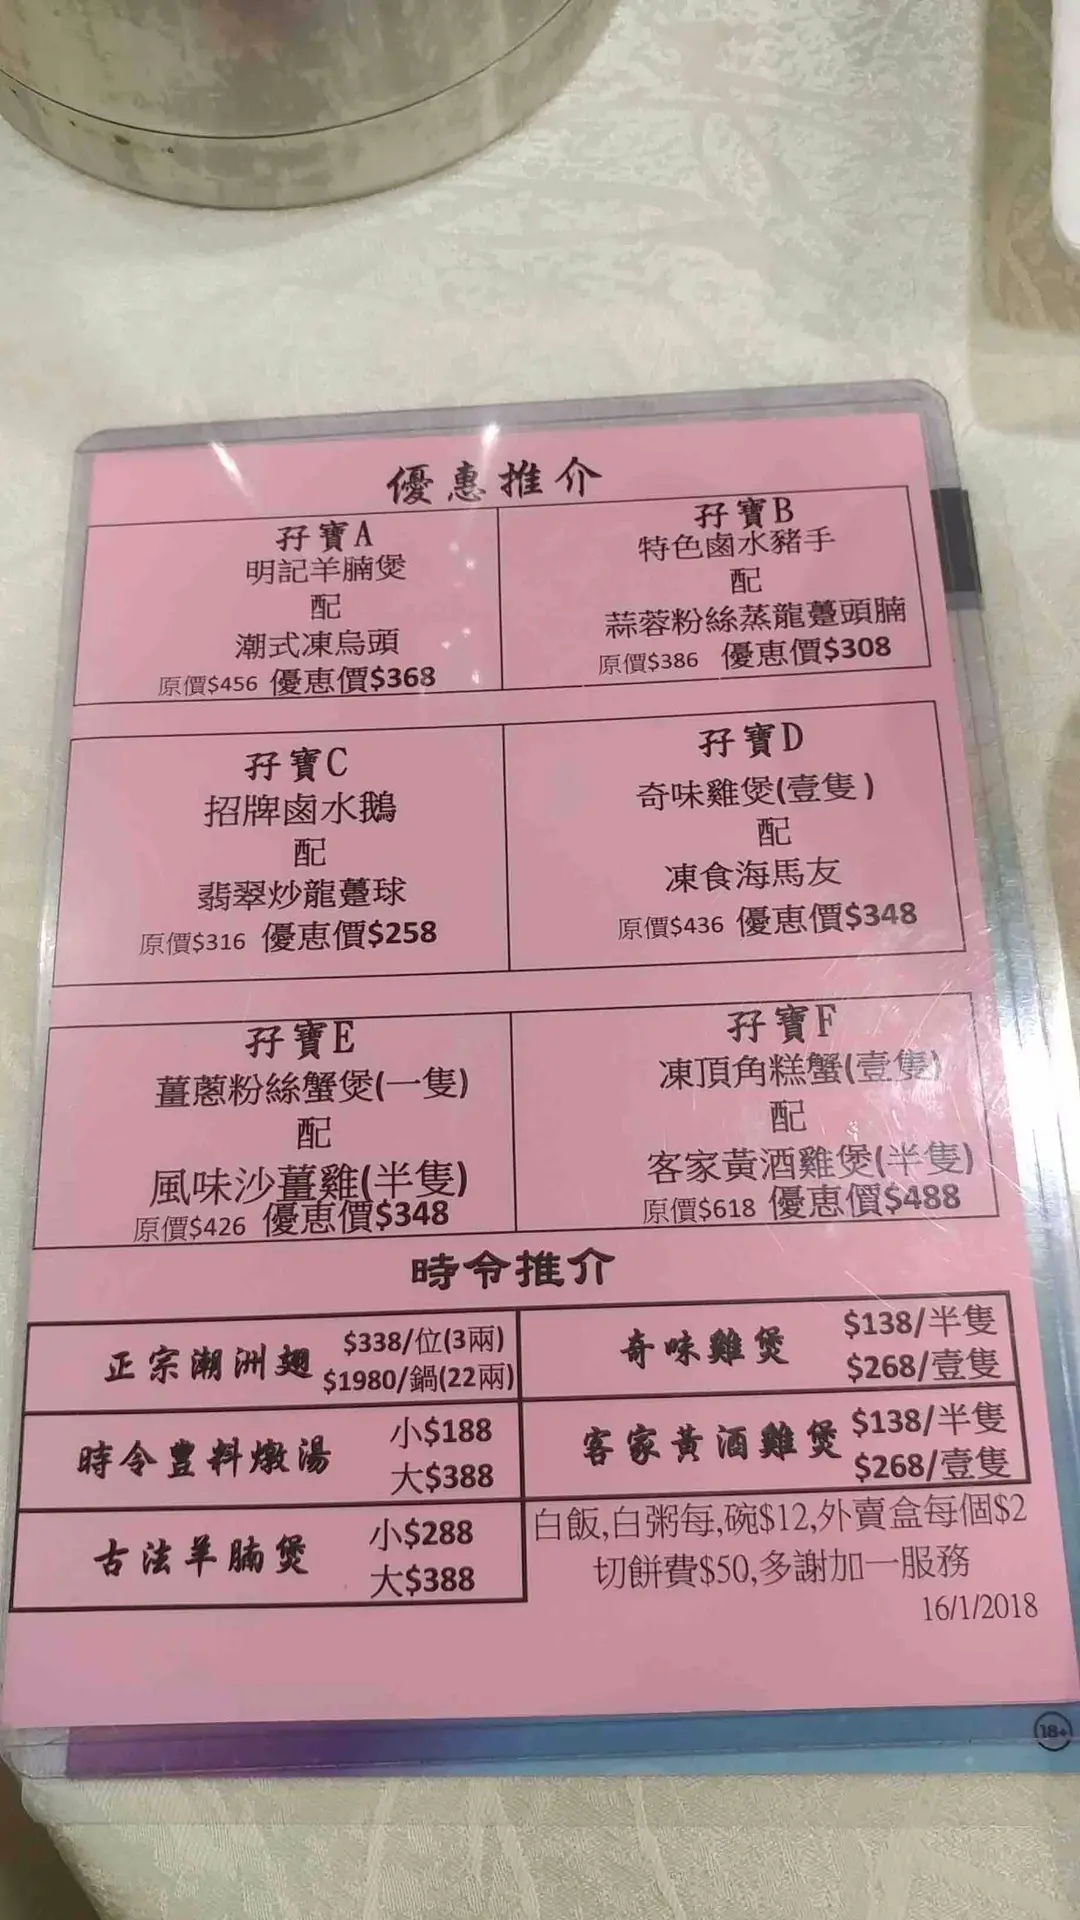 優惠推介
孖寶A
明記羊腩煲
配
潮式凍烏頭
原價$456 優惠價$368
孖寶B
特色鹵水豬手
配
蒜蓉粉絲蒸龍躉頭腩
原價$386 優惠價$308
孖寶C
招牌鹵水鵝
配
翡翠炒龍躉球
原價$316 優惠價$258
孖寶D
奇味雞煲(壹隻)
配
凍食海馬友
原價$436 優惠價$348
孖寶E
薑蔥粉絲蟹煲(一隻)
配
風味沙薑雞(半隻)
原價$426 優惠價$348
孖寶F
凍頂角糕蟹(壹隻)
配
客家黃酒雞煲(半隻)
原價$618 優惠價$488
時令推介
正宗潮洲翅 $338/位(3兩)
$1980/鍋(22兩)
奇味雞煲 $138/半隻
$268/壹隻
時令豐料燉湯 小$188
大$388
客家黃酒雞煲 $138/半隻
$268/壹隻
古法羊腩煲 小$288
大$388
白飯,白粥每,碗$12,外賣盒每個$2
切餅費$50,多謝加一服務
16/1/2018
18+